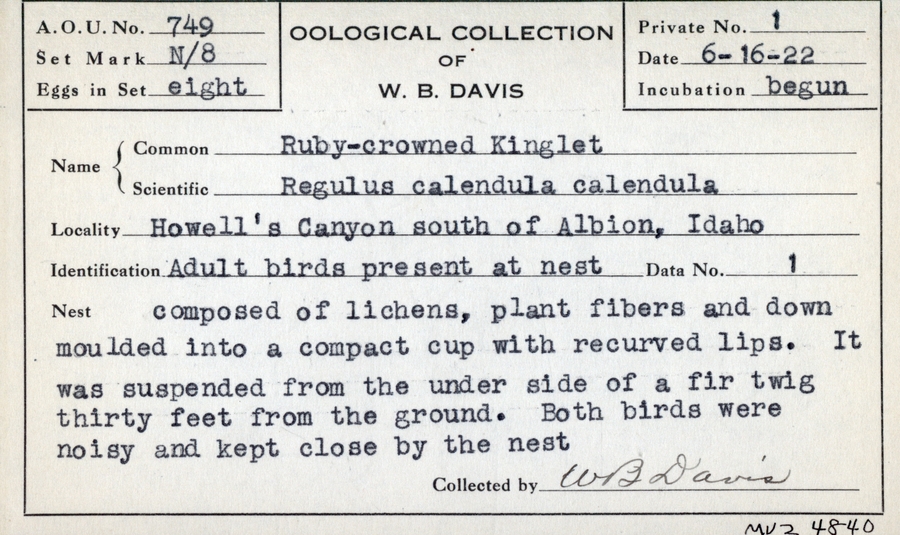 A.O.U. No. 749
Set Mark N/8
Eggs in Set eight
OOLOGICAL COLLECTION
OF
W. B. DAVIS
Private No. 1
Date 6-16-22
Incubation begun
Name
Common Ruby-crowned Kinglet
Scientific Regulus calendula calendula
Locality Howell's Canyon south of Albion, Idaho
Identification Adult birds present at nest Data No. 1
Nest composed of lichens, plant fibers and down
moulded into a compact cup with recurved lips. It
was suspended from the under side of a fir twig
thirty feet from the ground. Both birds were
noisy and kept close by the nest
Collected by WB Davis
MVZ 4840